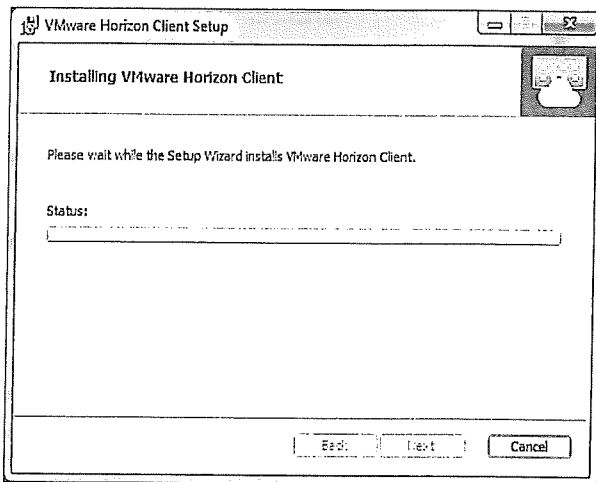 VMware Horizon Client Setup
Installing VMware Horizon Client
Please wait while the Setup Wizard installs VMware Horizon Client.
Status:
Back Next Cancel